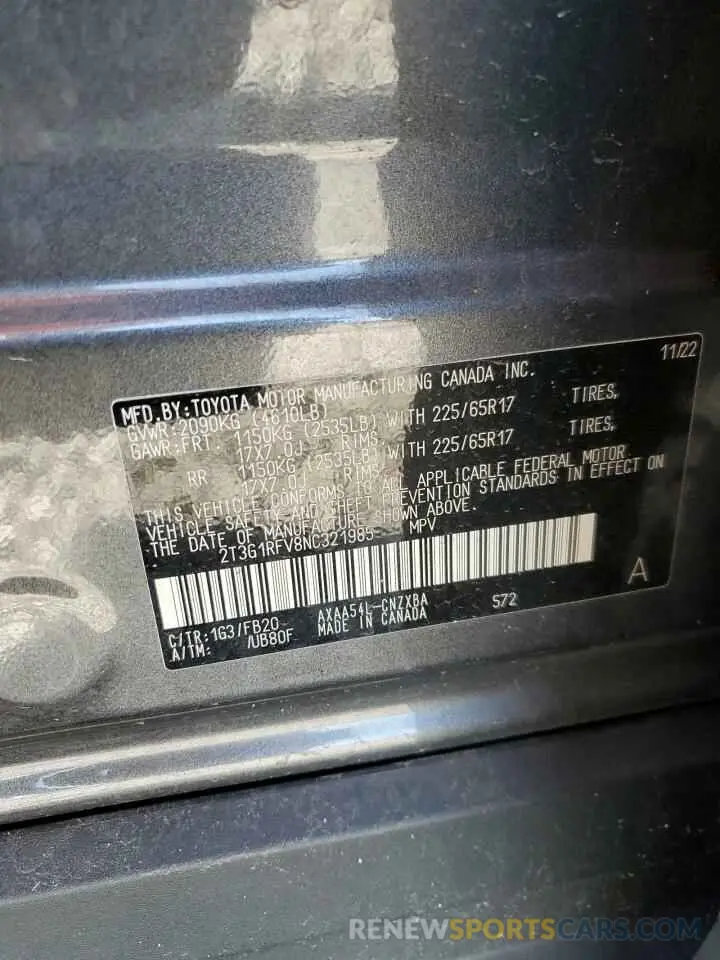 11/22
MFD.BY:TOYOTA MOTOR MANUFACTURING CANADA INC.
GVWR:2090KG (4610LB)
GAWR:FRT. 1150KG (2535LB) WITH 225/65R17 TIRES,
17X7.0J RIMS,
RR 1150KG (2535LB) WITH 225/65R17 TIRES,
17X7.0J RIMS,
THIS VEHICLE CONFORMS TO ALL APPLICABLE FEDERAL MOTOR
VEHICLE SAFETY AND THEFT PREVENTION STANDARDS IN EFFECT ON
THE DATE OF MANUFACTURE SHOWN ABOVE.
2T3G1RFV8NC321985 MPV
A
C/TR:1G3/FB20 AXAA54L-CNZXBA S72
A/TM: /UB80F MADE IN CANADA
RENEWSPORTSCARS.COM